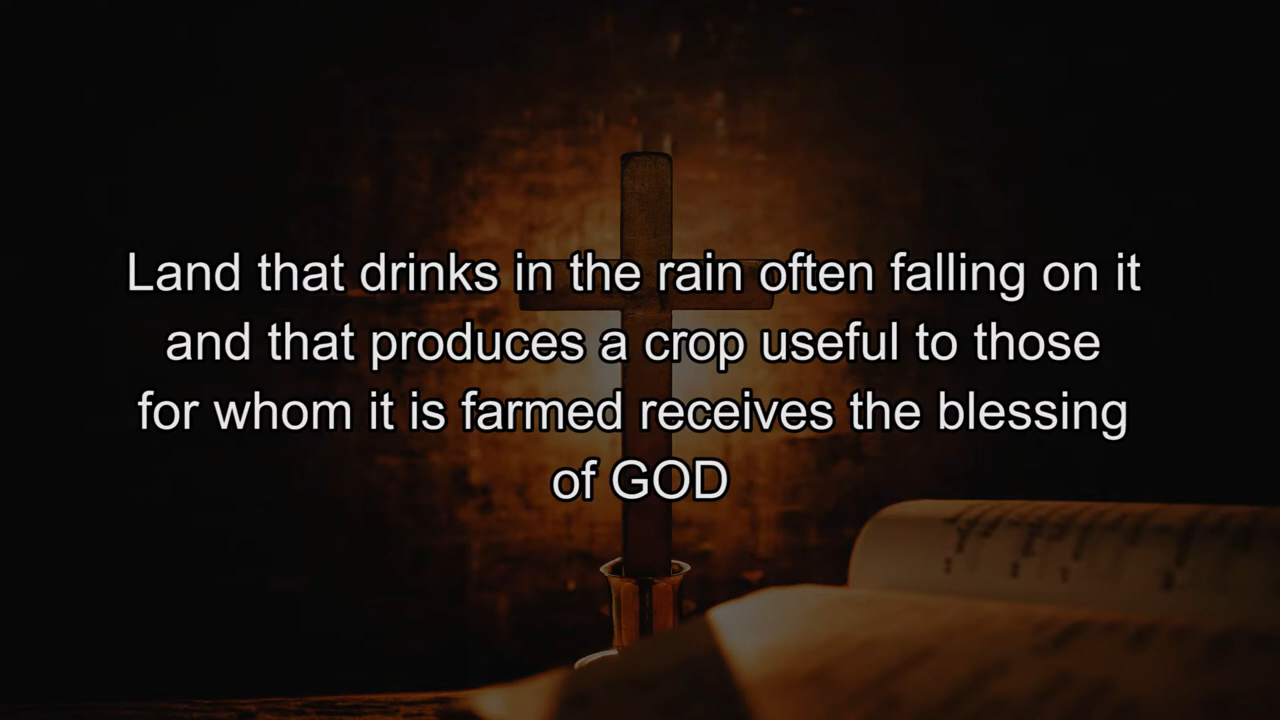 Land that drinks in the rain often falling on it
and that produces a crop useful to those
for whom it is farmed receives the blessing
of GOD